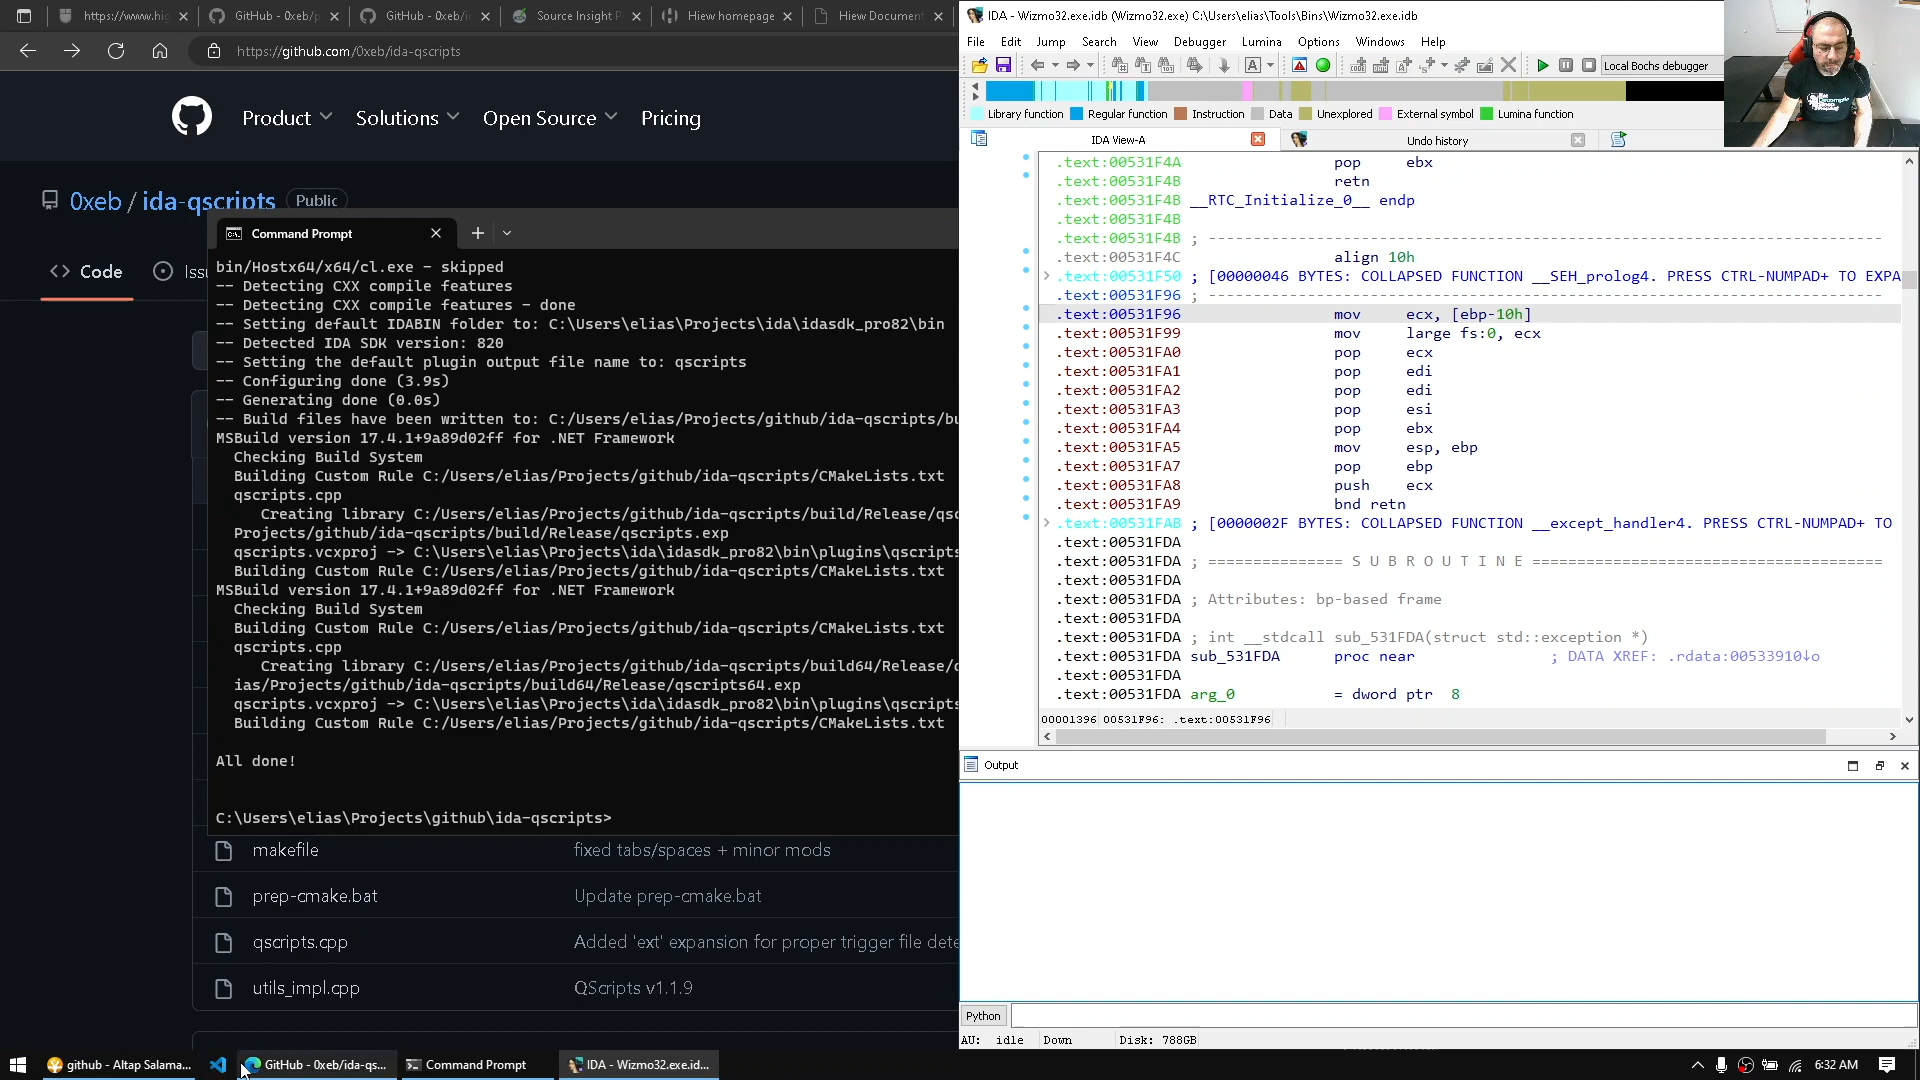 https://www.hig
GitHub - 0xeb/p
GitHub - 0xeb/i
Source Insight P
Hiew homepage
Hiew Document
https://github.com/0xeb/ida-qscripts
Product
Solutions
Open Source
Pricing
0xeb / ida-qscripts
Public
Code
Issu
Command Prompt
bin/Hostx64/x64/cl.exe - skipped
-- Detecting CXX compile features
-- Detecting CXX compile features - done
-- Setting default IDABIN folder to: C:\Users\elias\Projects\ida\idasdk_pro82\bin
-- Detected IDA SDK version: 820
-- Setting the default plugin output file name to: qscripts
-- Configuring done (3.9s)
-- Generating done (0.0s)
-- Build files have been written to: C:/Users/elias/Projects/github/ida-qscripts/bu
MSBuild version 17.4.1+9a89d02ff for .NET Framework
Checking Build System
Building Custom Rule C:/Users/elias/Projects/github/ida-qscripts/CMakeLists.txt
qscripts.cpp
Creating library C:/Users/elias/Projects/github/ida-qscripts/build/Release/qsc
Projects/github/ida-qscripts/build/Release/qscripts.exp
qscripts.vcxproj -> C:\Users\elias\Projects\ida\idasdk_pro82\bin\plugins\qscripts
Building Custom Rule C:/Users/elias/Projects/github/ida-qscripts/CMakeLists.txt
MSBuild version 17.4.1+9a89d02ff for .NET Framework
Checking Build System
Building Custom Rule C:/Users/elias/Projects/github/ida-qscripts/CMakeLists.txt
qscripts.cpp
Creating library C:/Users/elias/Projects/github/ida-qscripts/build64/Release/q
ias/Projects/github/ida-qscripts/build64/Release/qscripts64.exp
qscripts.vcxproj -> C:\Users\elias\Projects\ida\idasdk_pro82\bin\plugins\qscripts
Building Custom Rule C:/Users/elias/Projects/github/ida-qscripts/CMakeLists.txt
All done!
C:\Users\elias\Projects\github\ida-qscripts>
makefile fixed tabs/spaces + minor mods
prep-cmake.bat Update prep-cmake.bat
qscripts.cpp Added 'ext' expansion for proper trigger file dete
utils_impl.cpp QScripts v1.1.9
IDA - Wizmo32.exe.idb (Wizmo32.exe) C:\Users\elias\Tools\Bins\Wizmo32.exe.idb
File Edit Jump Search View Debugger Lumina Options Windows Help
Local Bochs debugger
Library function Regular function Instruction Data Unexplored External symbol Lumina function
IDA View-A
Undo history
.text:00531F4A pop ebx
.text:00531F4B retn
.text:00531F4B __RTC_Initialize_0__ endp
.text:00531F4B
.text:00531F4B ; ---------------------------------------------------------------------------
.text:00531F4C align 10h
.text:00531F50 ; [00000046 BYTES: COLLAPSED FUNCTION __SEH_prolog4. PRESS CTRL-NUMPAD+ TO EXPA
.text:00531F96 ; ---------------------------------------------------------------------------
.text:00531F96 mov ecx, [ebp-10h]
.text:00531F99 mov large fs:0, ecx
.text:00531FA0 pop ecx
.text:00531FA1 pop edi
.text:00531FA2 pop edi
.text:00531FA3 pop esi
.text:00531FA4 pop ebx
.text:00531FA5 mov esp, ebp
.text:00531FA7 pop ebp
.text:00531FA8 push ecx
.text:00531FA9 bnd retn
.text:00531FAB ; [0000002F BYTES: COLLAPSED FUNCTION __except_handler4. PRESS CTRL-NUMPAD+ TO
.text:00531FDA
.text:00531FDA ; =============== S U B R O U T I N E =======================================
.text:00531FDA
.text:00531FDA ; Attributes: bp-based frame
.text:00531FDA
.text:00531FDA ; int __stdcall sub_531FDA(struct std::exception *)
.text:00531FDA sub_531FDA proc near ; DATA XREF: .rdata:00533910↓o
.text:00531FDA
.text:00531FDA arg_0 = dword ptr 8
00001396 00531F96: .text:00531F96
Output
Python
AU: idle Down Disk: 788GB
github - Altap Salama...
GitHub - 0xeb/ida-qs...
Command Prompt
IDA - Wizmo32.exe.id...
6:32 AM